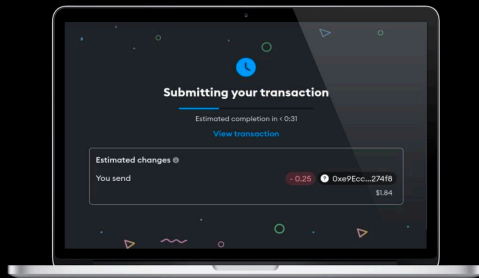 Submitting your transaction
Estimated completion in < 0:31
View transaction
Estimated changes
You send - 0.25 ? 0xe9Ecc...274f8
$1.84